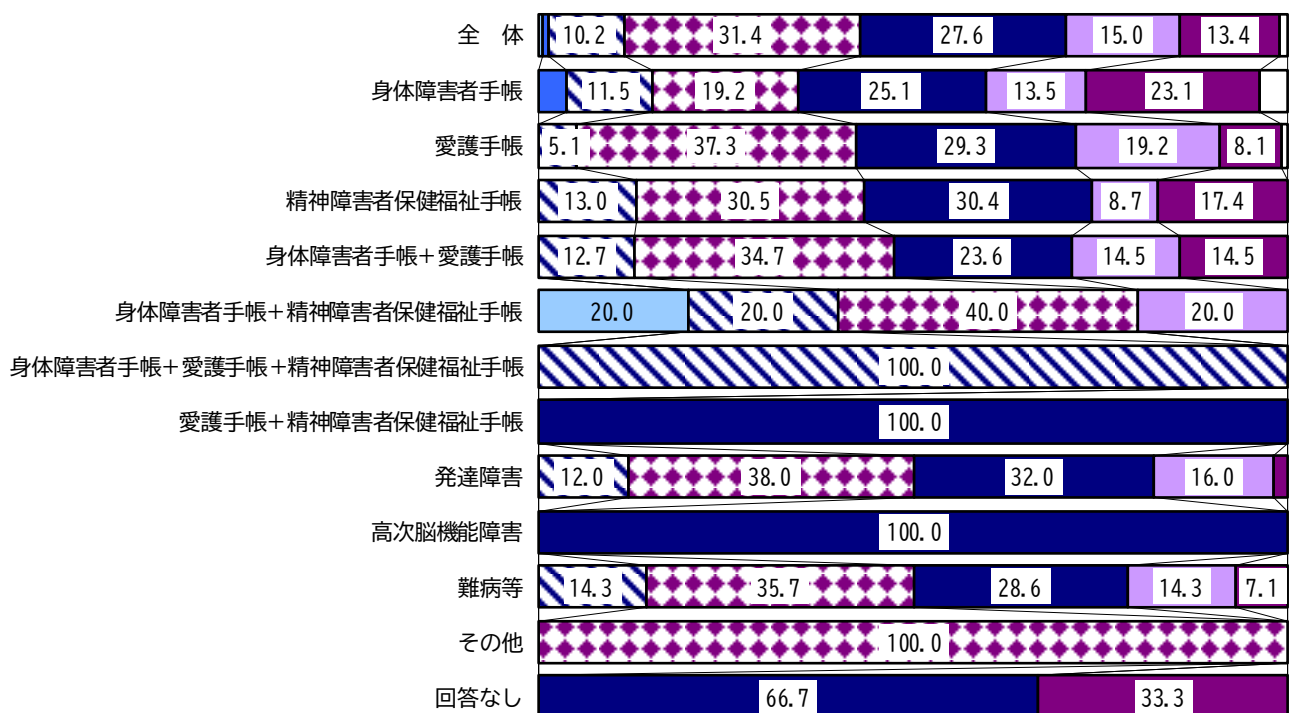 全　体 10.2 31.4 27.6 15.0 13.4
身体障害者手帳 11.5 19.2 25.1 13.5 23.1
愛護手帳 5.1 37.3 29.3 19.2 8.1
精神障害者保健福祉手帳 13.0 30.5 30.4 8.7 17.4
身体障害者手帳＋愛護手帳 12.7 34.7 23.6 14.5 14.5
身体障害者手帳＋精神障害者保健福祉手帳 20.0 20.0 40.0 20.0
身体障害者手帳＋愛護手帳＋精神障害者保健福祉手帳 100.0
愛護手帳＋精神障害者保健福祉手帳 100.0
発達障害 12.0 38.0 32.0 16.0
高次脳機能障害 100.0
難病等 14.3 35.7 28.6 14.3 7.1
その他 100.0
回答なし 66.7 33.3